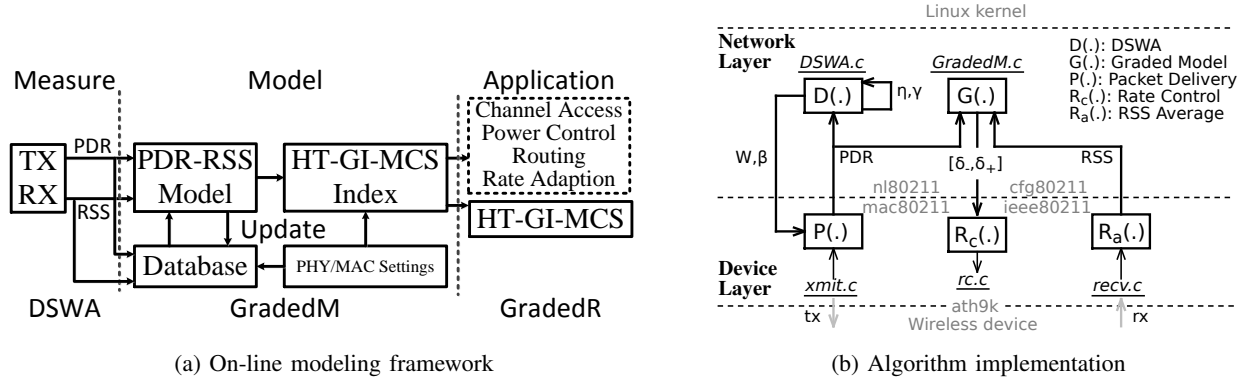 Measure
Model
Application
TX
RX
PDR
RSS
PDR-RSS
Model
HT-GI-MCS
Index
Channel Access
Power Control
Routing
Rate Adaption
HT-GI-MCS
Update
Database
PHY/MAC Settings
DSWA
GradedM
GradedR
(a) On-line modeling framework
Linux kernel
Network
Layer
DSWA.c
GradedM.c
D(.): DSWA
G(.): Graded Model
P(.): Packet Delivery
Rc(.): Rate Control
Ra(.): RSS Average
D(.)
η,γ
G(.)
W,β
PDR
[δ-,δ+]
RSS
nl80211
cfg80211
mac80211
ieee80211
P(.)
Rc(.)
Ra(.)
Device
Layer
xmit.c
rc.c
recv.c
ath9k
tx
Wireless device
rx
(b) Algorithm implementation